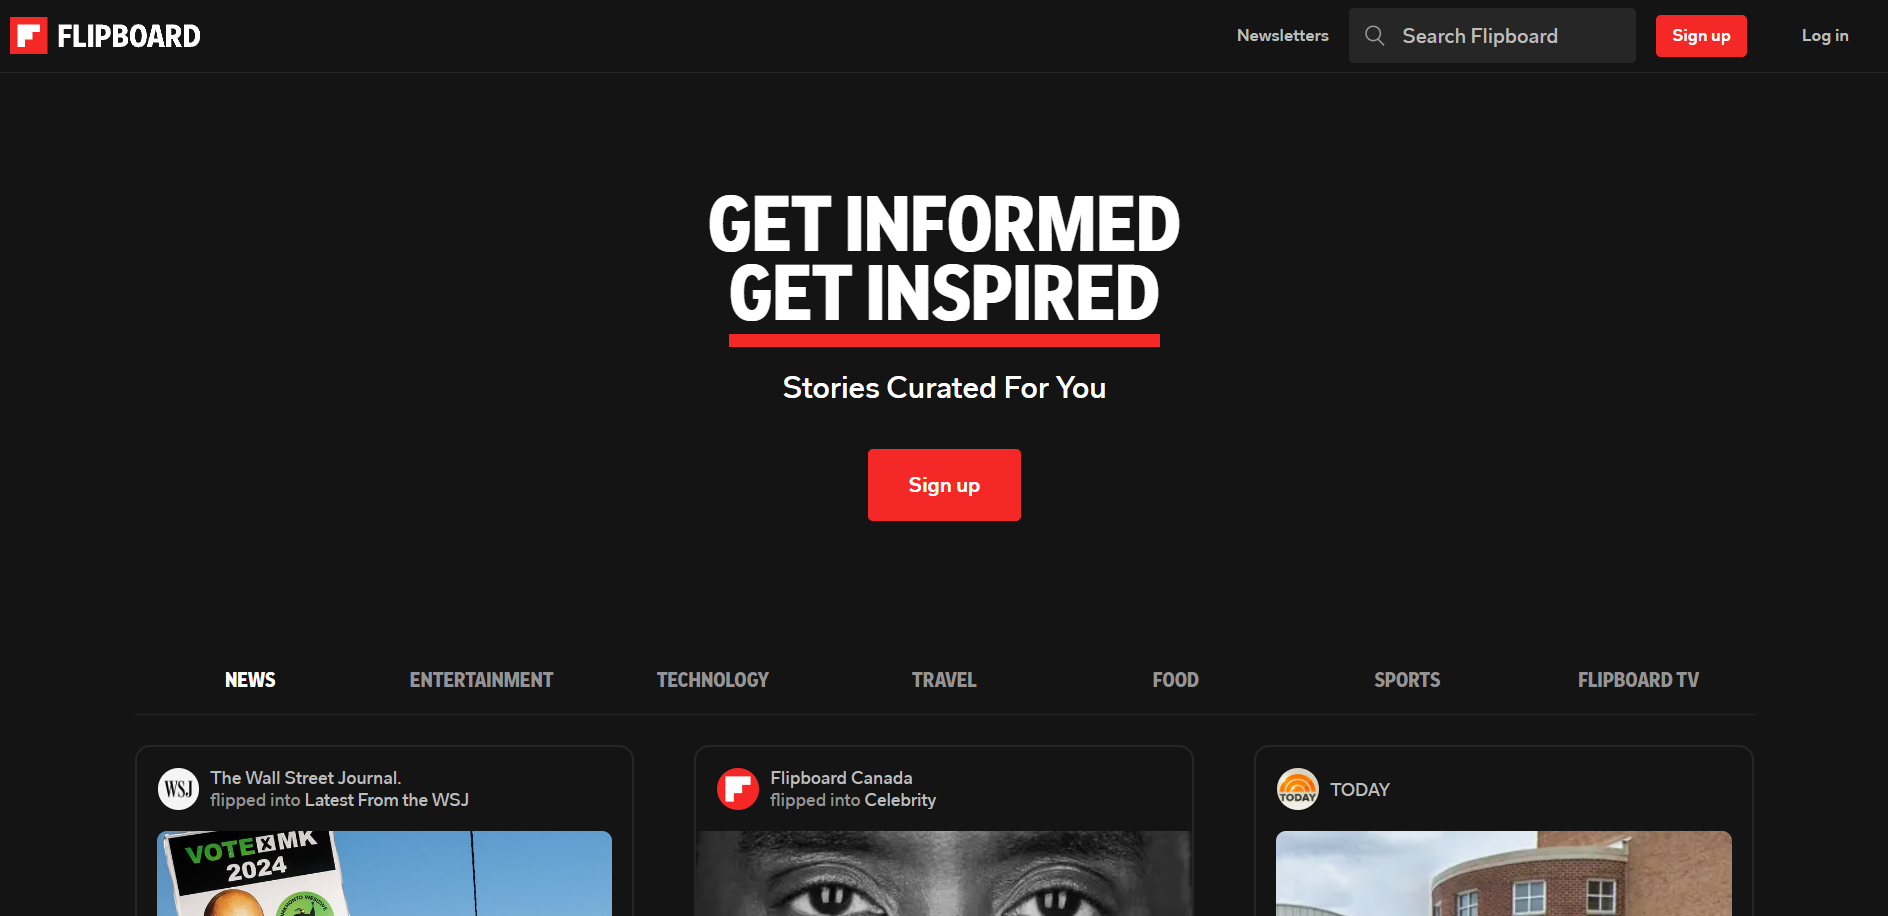 FLIPBOARD
Newsletters
Search Flipboard
Sign up
Log in
GET INFORMED
GET INSPIRED
Stories Curated For You
Sign up
NEWS
ENTERTAINMENT
TECHNOLOGY
TRAVEL
FOOD
SPORTS
FLIPBOARD TV
WSJ
The Wall Street Journal.
flipped into Latest From the WSJ
Flipboard Canada
flipped into Celebrity
TODAY
TODAY
VOTE X MK
2024